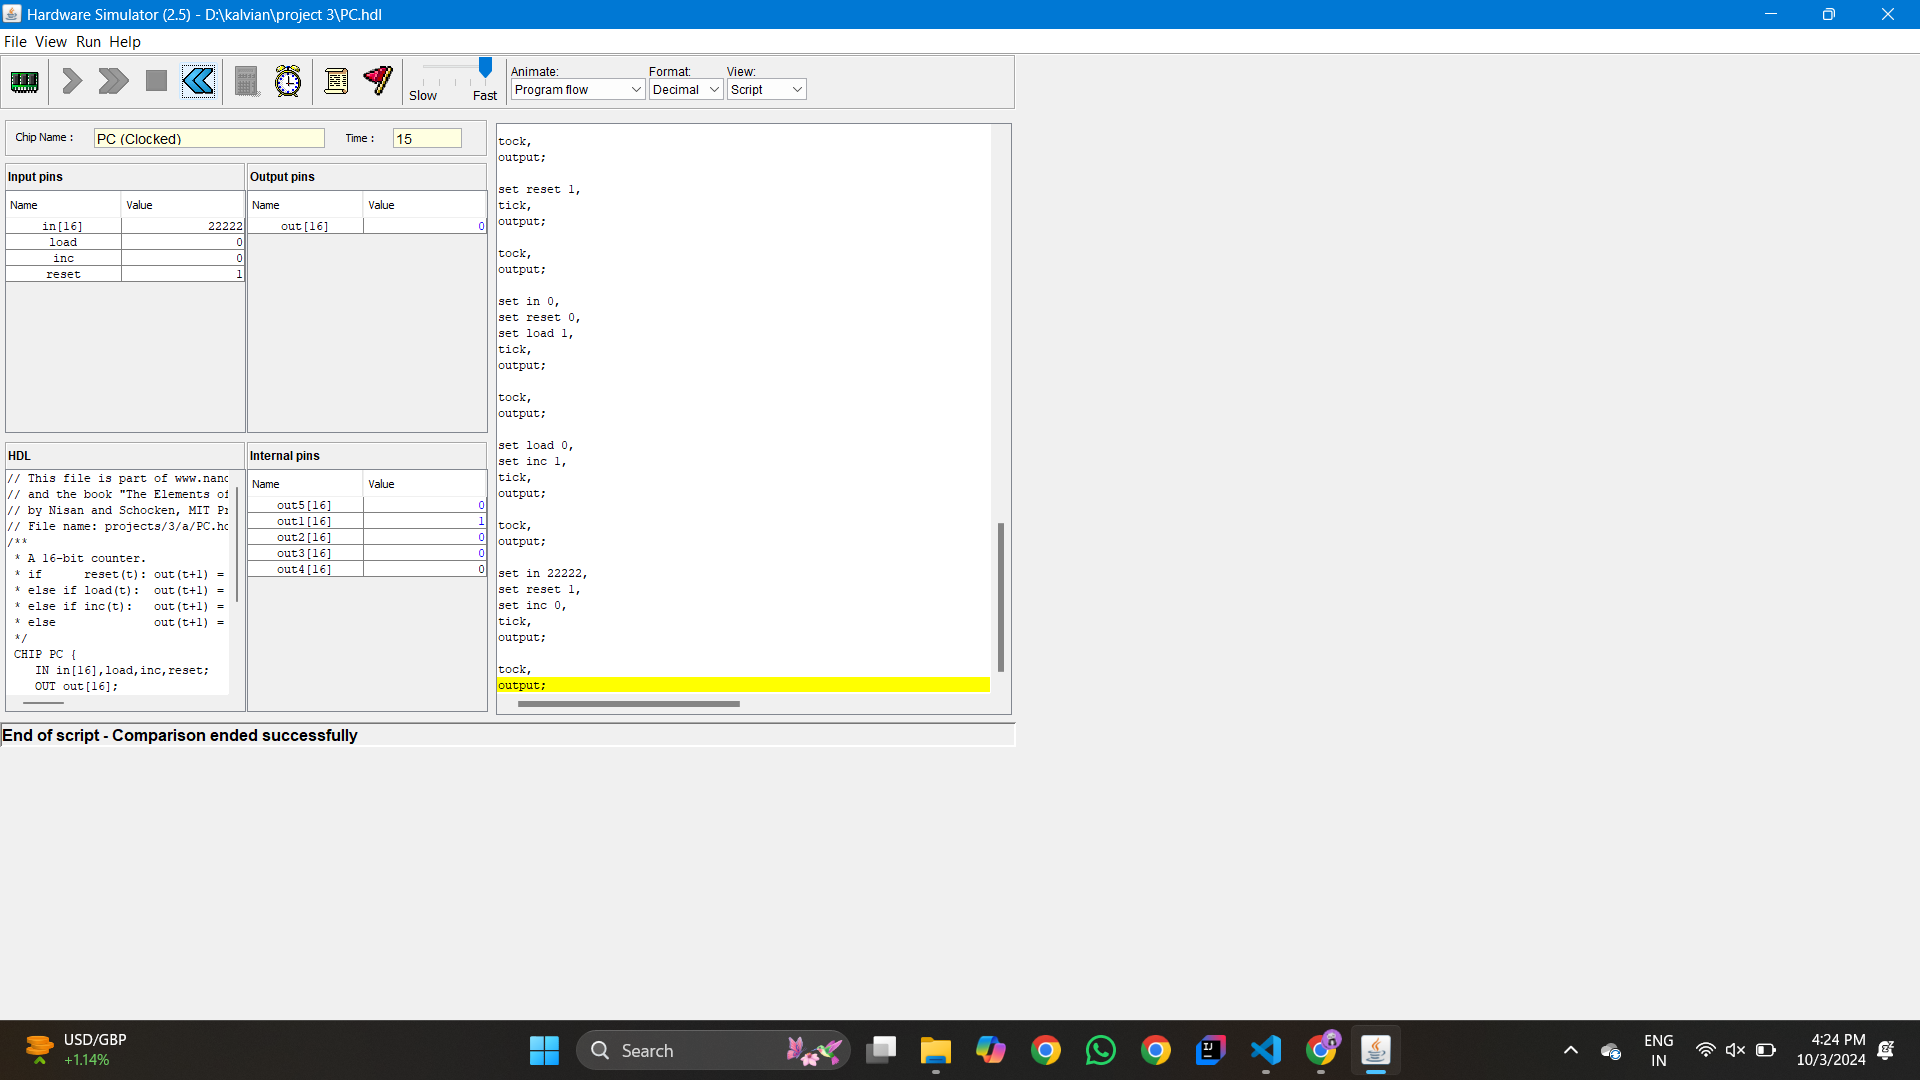 Hardware Simulator (2.5) - D:\kalvian\project 3\PC.hdl
File View Run Help
Slow Fast
Animate: Format: View:
Program flow Decimal Script
Chip Name : PC (Clocked) Time : 15
Input pins
Name Value
in[16] 22222
load 0
inc 0
reset 1
Output pins
Name Value
out[16] 0
HDL
// This file is part of www.nand
// and the book "The Elements of
// by Nisan and Schocken, MIT Pr
// File name: projects/3/a/PC.hd
/**
* A 16-bit counter.
* if reset(t): out(t+1) =
* else if load(t): out(t+1) =
* else if inc(t): out(t+1) =
* else out(t+1) =
*/
CHIP PC {
IN in[16],load,inc,reset;
OUT out[16];
Internal pins
Name Value
out5[16] 0
out1[16] 1
out2[16] 0
out3[16] 0
out4[16] 0
tock,
output;
set reset 1,
tick,
output;
tock,
output;
set in 0,
set reset 0,
set load 1,
tick,
output;
tock,
output;
set load 0,
set inc 1,
tick,
output;
tock,
output;
set in 22222,
set reset 1,
set inc 0,
tick,
output;
tock,
output;
End of script - Comparison ended successfully
USD/GBP
+1.14%
Search
ENG
IN
4:24 PM
10/3/2024